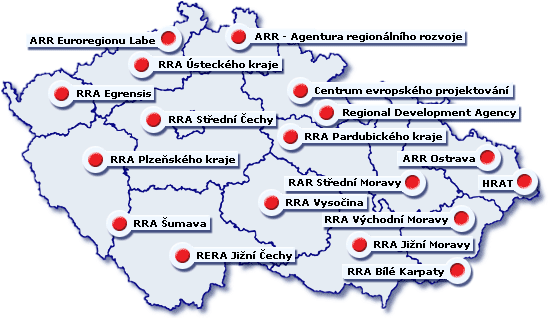 ARR Euroregionu Labe
ARR - Agentura regionálního rozvoje
RRA Ústeckého kraje
RRA Egrensis
Centrum evropského projektování
Regional Development Agency
RRA Střední Čechy
RRA Pardubického kraje
RRA Plzeňského kraje
ARR Ostrava
RAR Střední Moravy
HRAT
RRA Vysočina
RRA Východní Moravy
RRA Šumava
RRA Jižní Moravy
RERA Jižní Čechy
RRA Bílé Karpaty